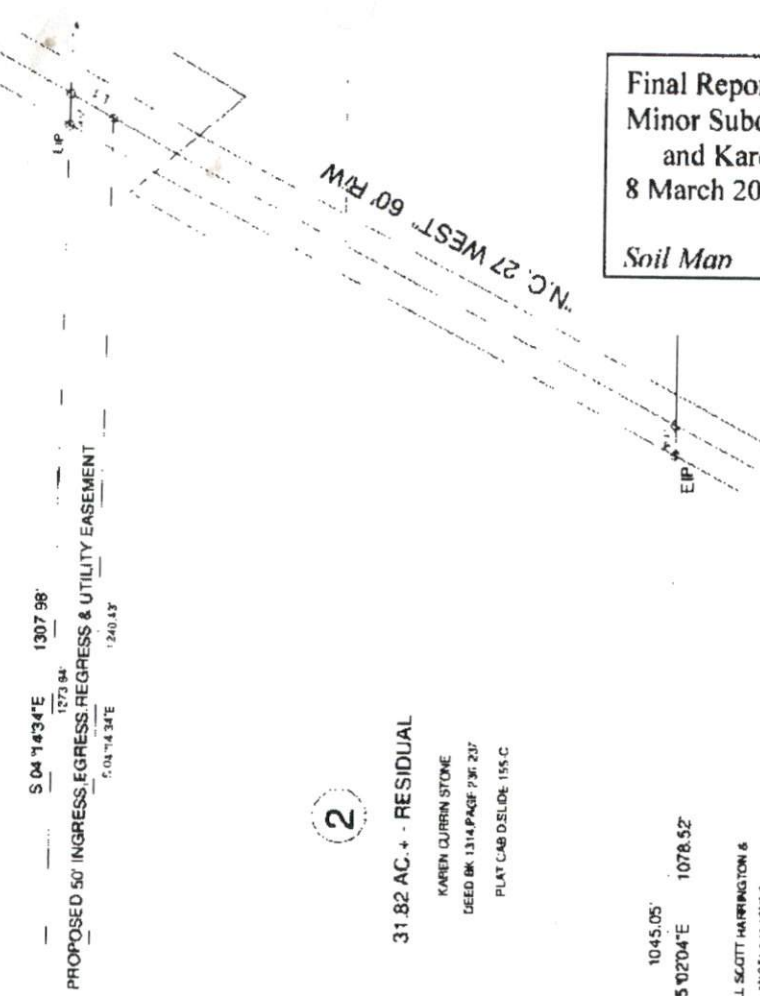 Final Repo
Minor Subd
and Kar
8 March 20
Soil Map
"N.C. 27 WEST" 60' R/W
EIP
EIP
S 04°14'34"E 1307.98'
1273.94'
PROPOSED 50' INGRESS,EGRESS,REGRESS & UTILITY EASEMENT
S 04°14'34"E 1240.43'
2
31.82 AC.+ - RESIDUAL
KAREN CURRIN STONE
DEED BK 1314,PAGE 236 237
PLAT CAB D,SLIDE 155-C
1045.05'
5°02'04"E 1078.52'
L SCOTT HARRINGTON &